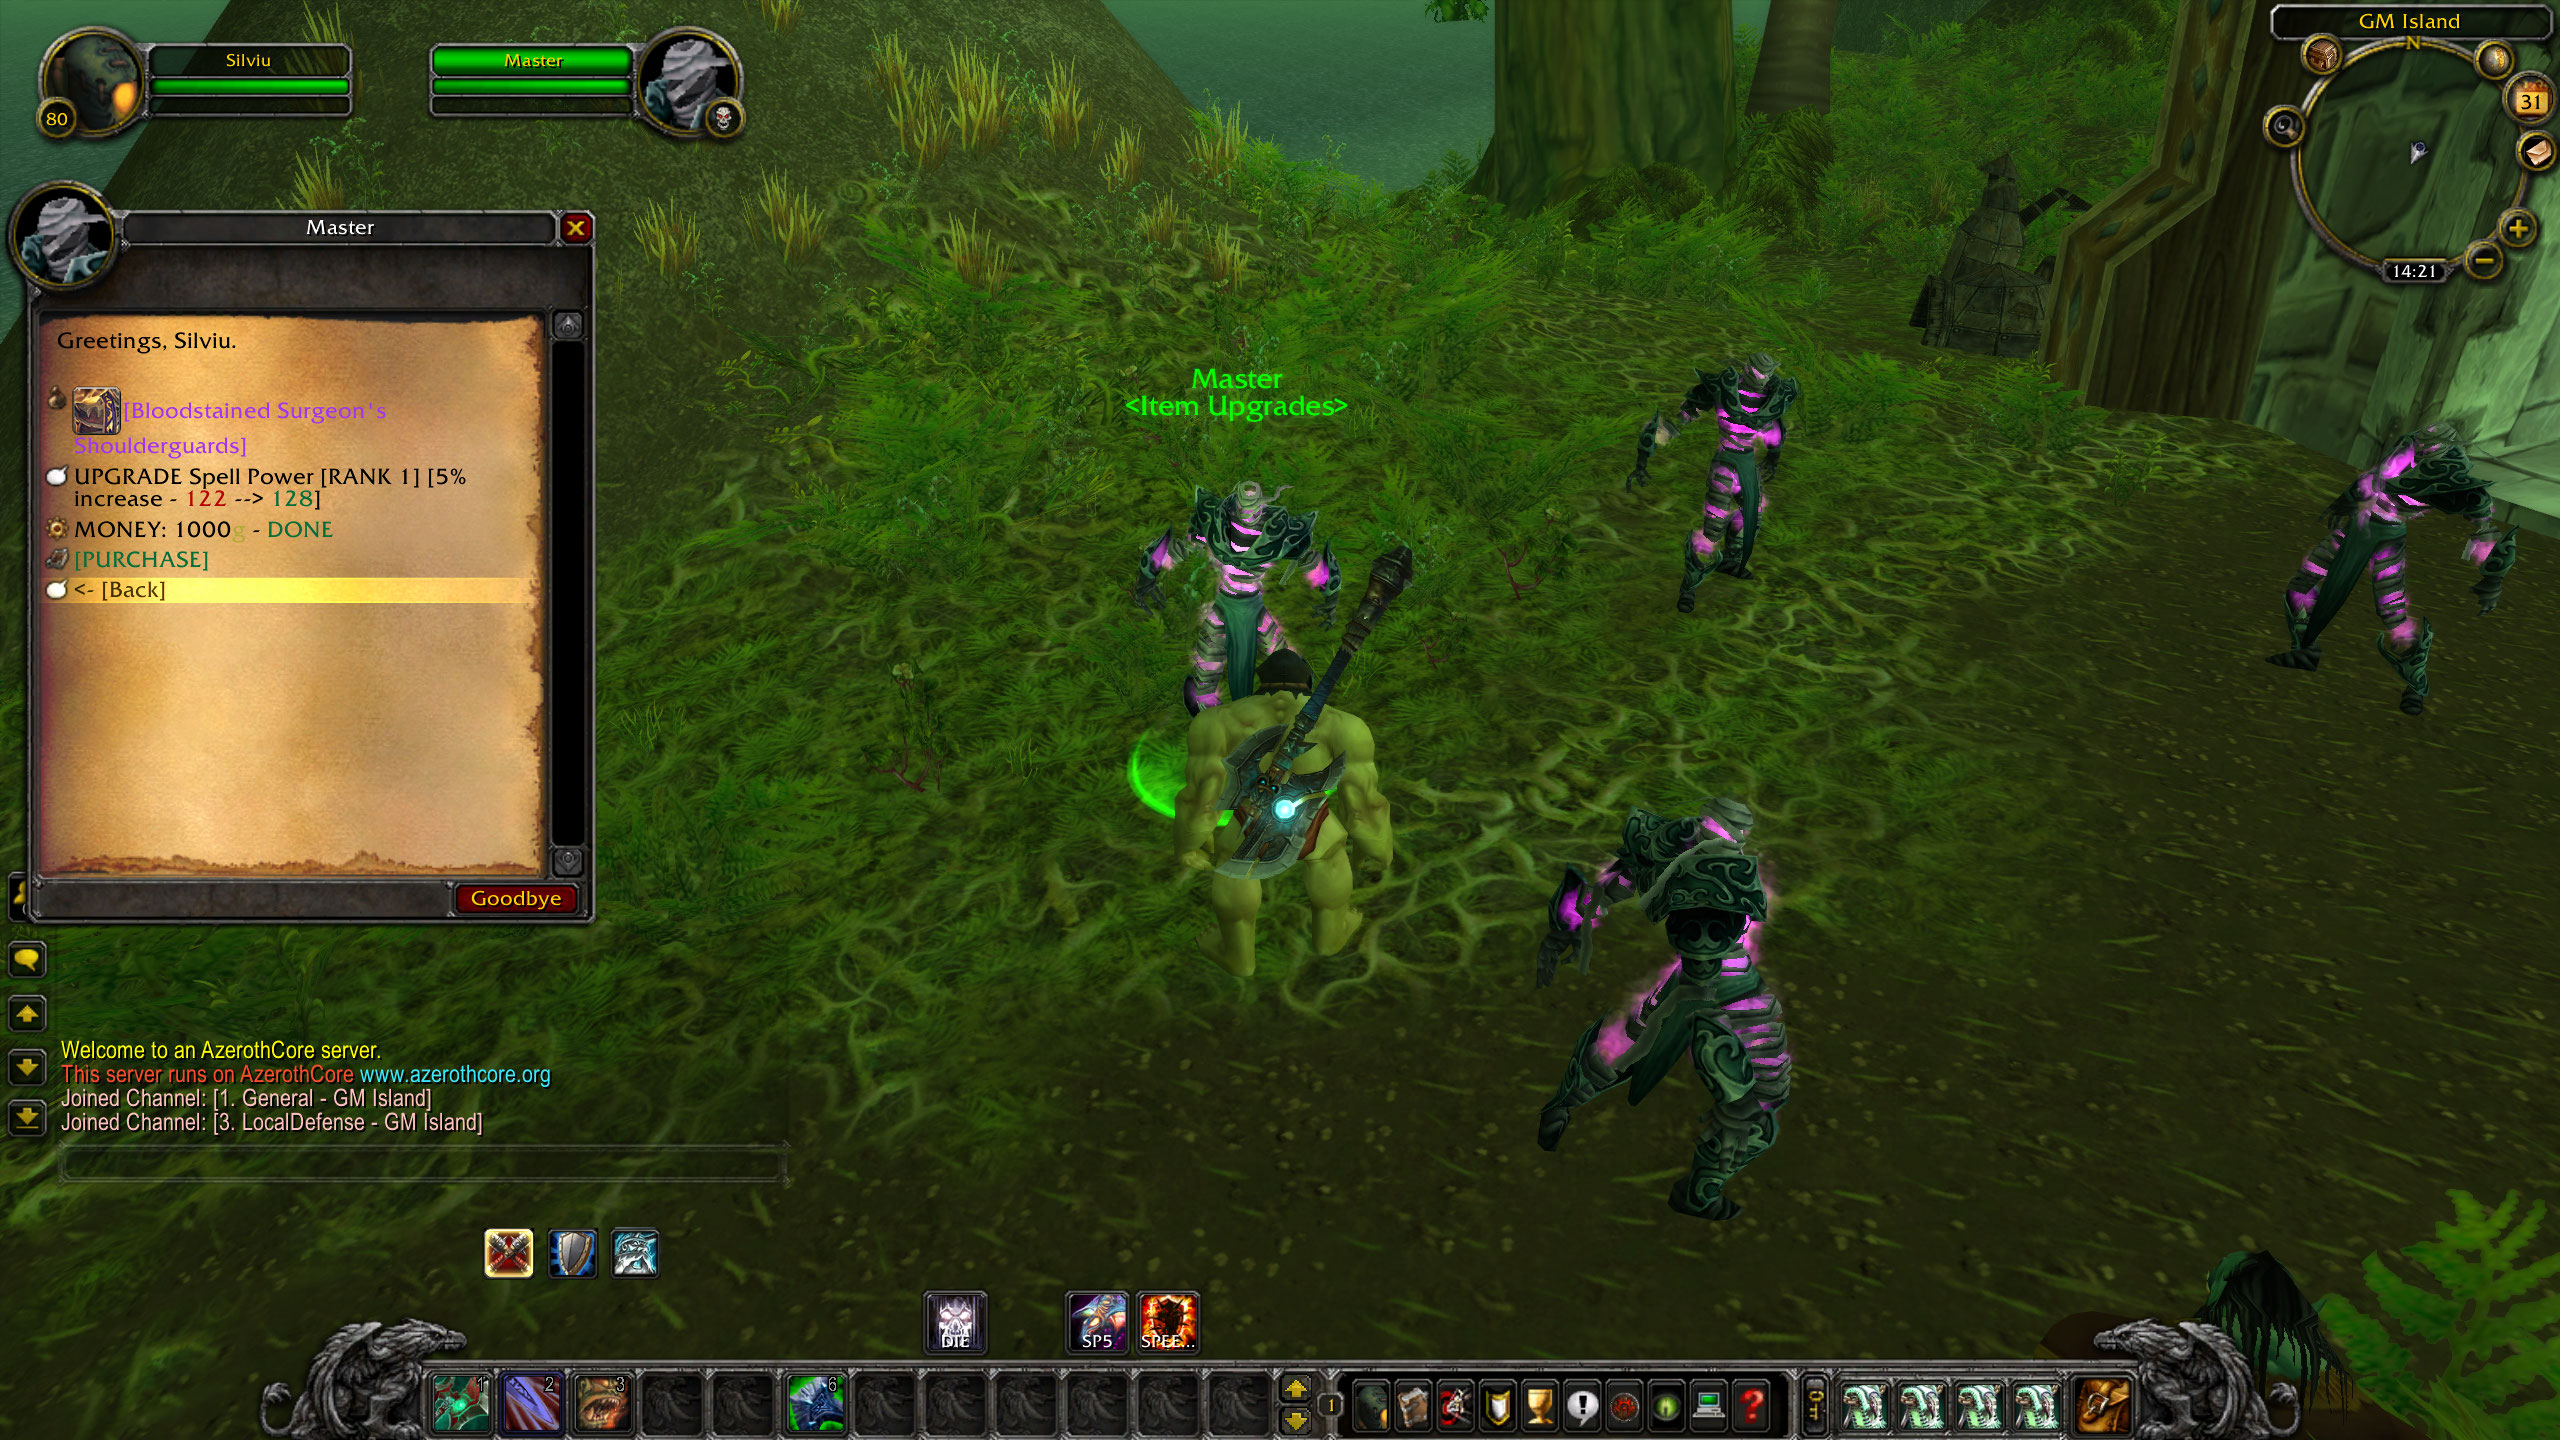 Silviu
80
Master
GM Island
N
31
14:21
Master
Greetings, Silviu.
[Bloodstained Surgeon's
Shoulderguards]
UPGRADE Spell Power [RANK 1] [5%
increase - 122 --> 128]
MONEY: 1000g - DONE
[PURCHASE]
<- [Back]
Goodbye
Master
<Item Upgrades>
Welcome to an AzerothCore server.
This server runs on AzerothCore www.azerothcore.org
Joined Channel: [1. General - GM Island]
Joined Channel: [3. LocalDefense - GM Island]
DIE
SP5
SPEE...
1
2
3
6
1